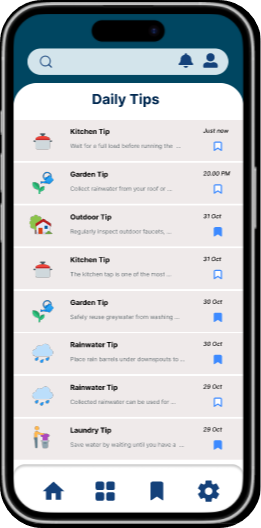 Daily Tips
Kitchen Tip
Just now
Wait for a full load before running the ...
Garden Tip
20.00 PM
Collect rainwater from your roof or ...
Outdoor Tip
31 Oct
Regularly inspect outdoor faucets, ...
Kitchen Tip
31 Oct
The kitchen tap is one of the most ...
Garden Tip
30 Oct
Safely reuse greywater from washing ...
Rainwater Tip
30 Oct
Place rain barrels under downspouts to ...
Rainwater Tip
29 Oct
Collected rainwater can be used for ...
Laundry Tip
29 Oct
Save water by waiting until you have a ...